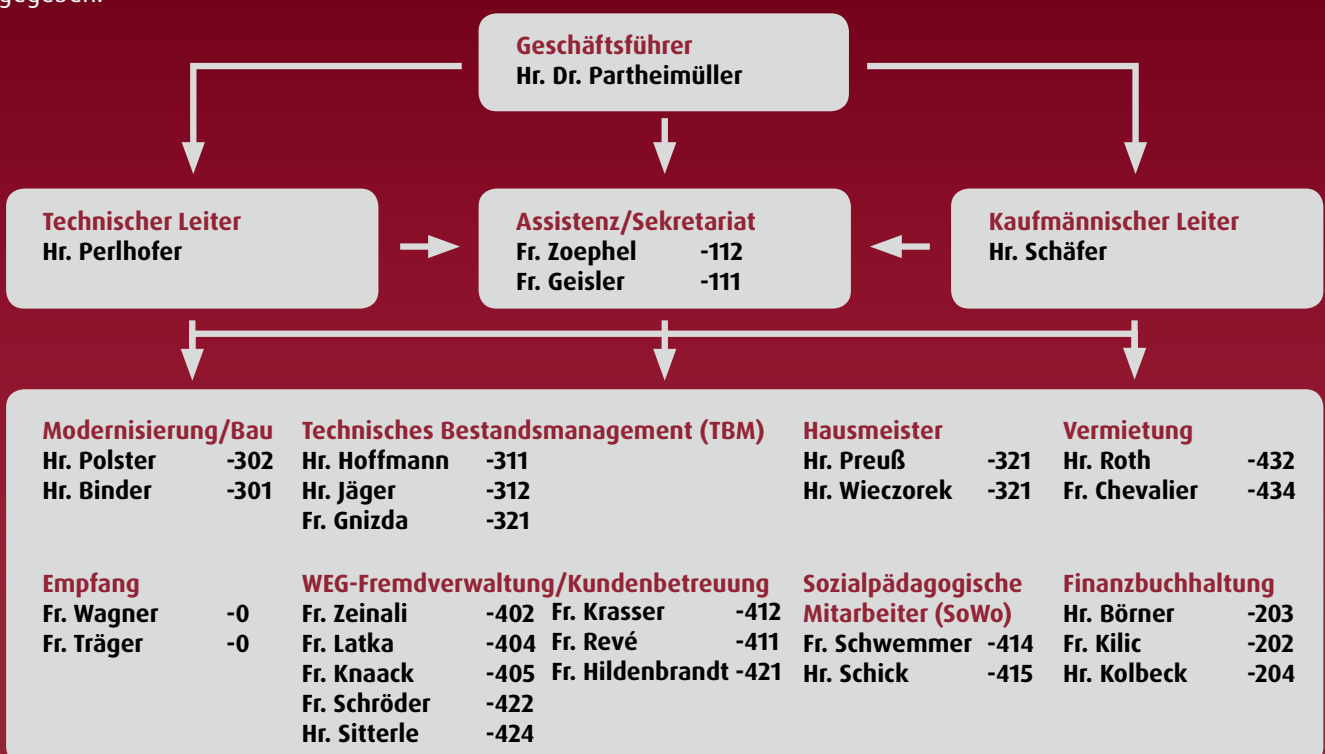 gegeben.
Geschäftsführer
Hr. Dr. Partheimüller
Technischer Leiter
Hr. Perlhofer
Assistenz/Sekretariat
Fr. Zoephel -112
Fr. Geisler -111
Kaufmännischer Leiter
Hr. Schäfer
Modernisierung/Bau
Hr. Polster -302
Hr. Binder -301
Technisches Bestandsmanagement (TBM)
Hr. Hoffmann -311
Hr. Jäger -312
Fr. Gnizda -321
Hausmeister
Hr. Preuß -321
Hr. Wieczorek -321
Vermietung
Hr. Roth -432
Fr. Chevalier -434
Empfang
Fr. Wagner -0
Fr. Träger -0
WEG-Fremdverwaltung/Kundenbetreuung
Fr. Zeinali -402
Fr. Latka -404
Fr. Knaack -405
Fr. Schröder -422
Hr. Sitterle -424
Fr. Krasser -412
Fr. Revé -411
Fr. Hildenbrandt -421
Sozialpädagogische
Mitarbeiter (SoWo)
Fr. Schwemmer -414
Hr. Schick -415
Finanzbuchhaltung
Hr. Börner -203
Fr. Kilic -202
Hr. Kolbeck -204